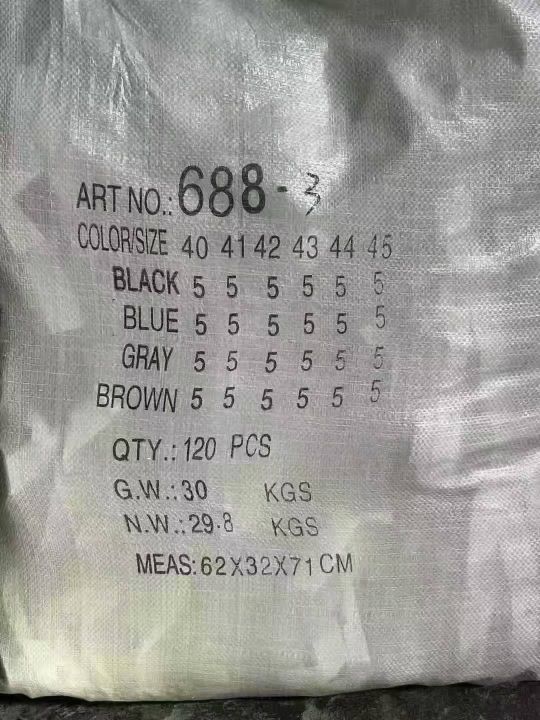 ART NO.: 688-3
COLOR/SIZE 40 41 42 43 44 45
BLACK 5 5 5 5 5 5
BLUE 5 5 5 5 5 5
GRAY 5 5 5 5 5 5
BROWN 5 5 5 5 5 5
QTY.: 120 PCS
G.W.: 30 KGS
N.W.: 29.8 KGS
MEAS: 62X32X71 CM